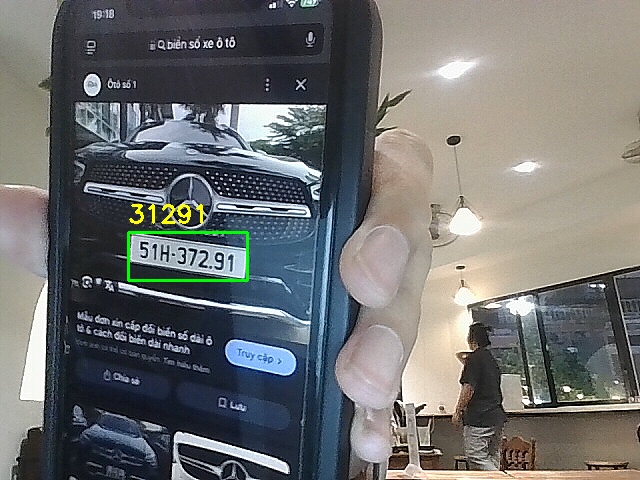 19:18
biển số xe ô tô
Ôtô số 1
31291
51H-372.91
Mẫu đơn xin cấp đổi biển số dài ô
tô & cách đổi biển dài nhanh
Truy cập >
Chia sẻ
Lưu